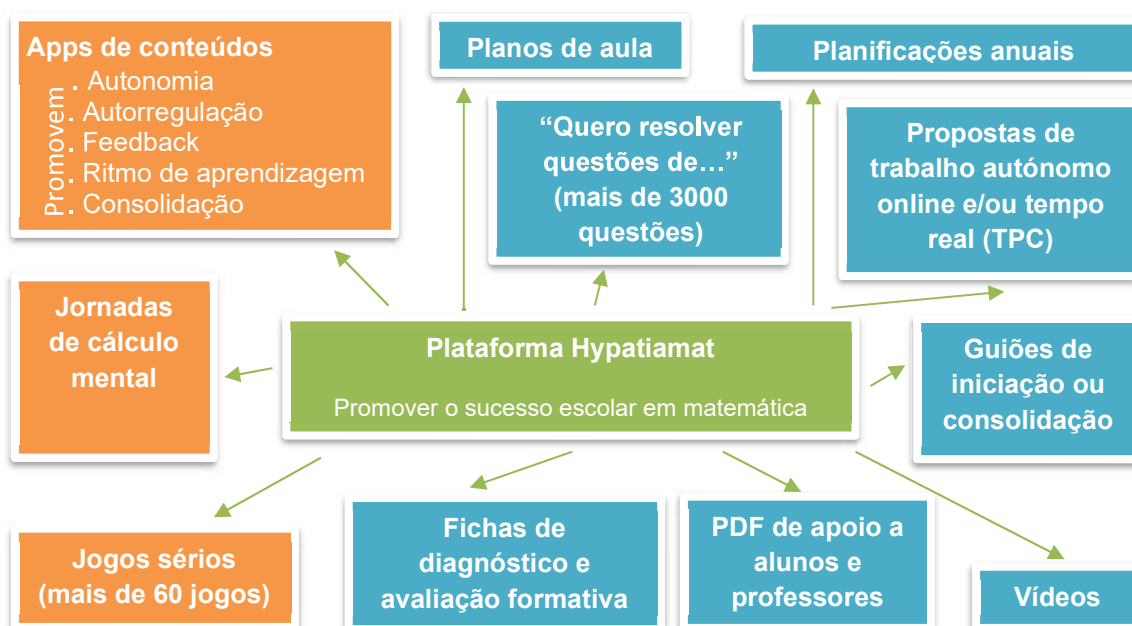 Apps de conteúdos
Promovem
. Autonomia
. Autorregulação
. Feedback
. Ritmo de aprendizagem
. Consolidação
Planos de aula
Planificações anuais
“Quero resolver
questões de...”
(mais de 3000
questões)
Propostas de
trabalho autónomo
online e/ou tempo
real (TPC)
Jornadas
de cálculo
mental
Plataforma Hypatiamat
Promover o sucesso escolar em matemática
Guiões de
iniciação ou
consolidação
Jogos sérios
(mais de 60 jogos)
Fichas de
diagnóstico e
avaliação formativa
PDF de apoio a
alunos e
professores
Vídeos